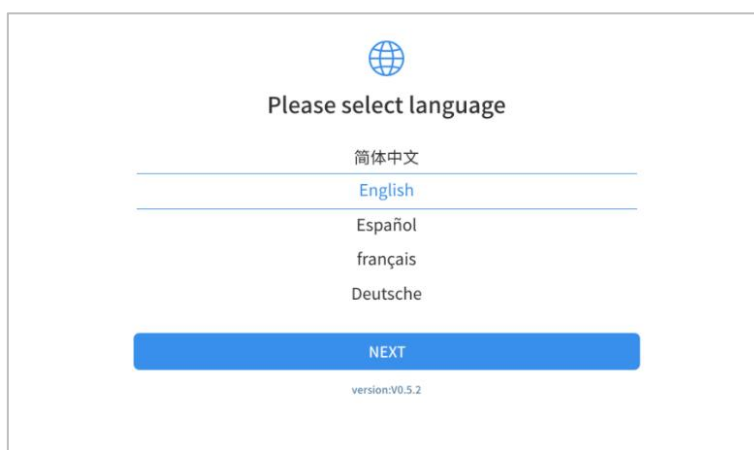 Please select language
简体中文
English
Español
français
Deutsche
NEXT
version:V0.5.2